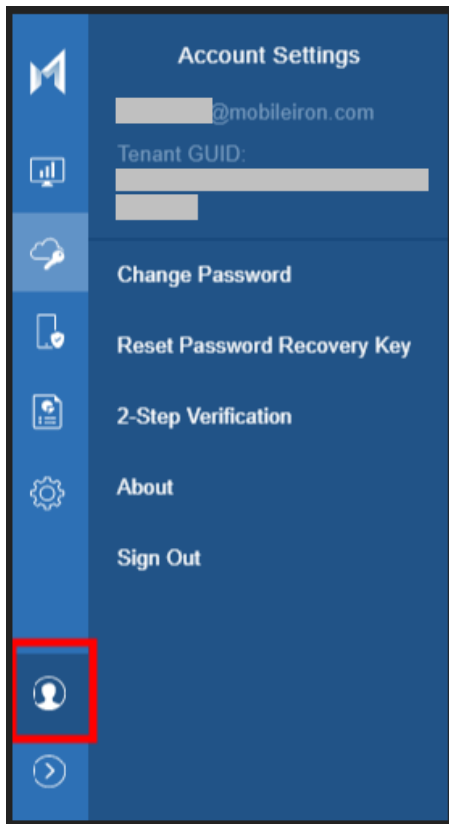 Account Settings
@mobileiron.com
Tenant GUID:
Change Password
Reset Password Recovery Key
2-Step Verification
About
Sign Out